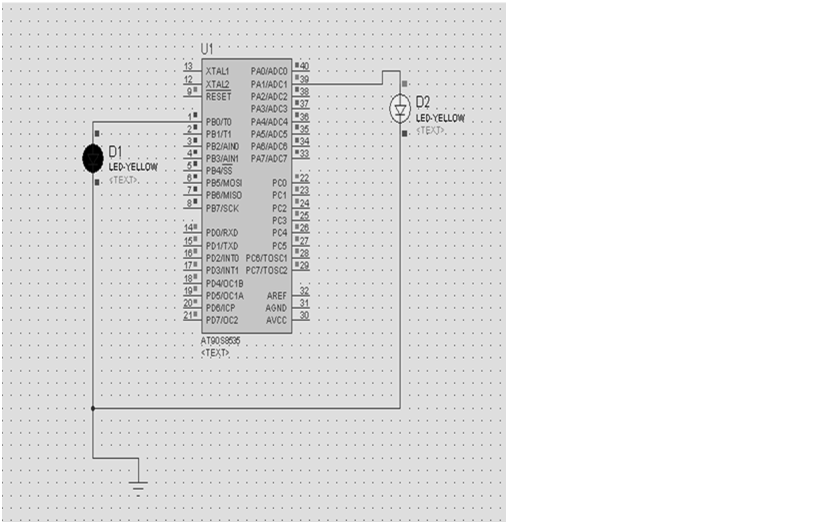 U1
13 XTAL1 PA0/ADC0 40
12 XTAL2 PA1/ADC1 39
9 RESET PA2/ADC2 38
PA3/ADC3 37
1 PB0/T0 PA4/ADC4 36
2 PB1/T1 PA5/ADC5 35
3 PB2/AIN0 PA6/ADC6 34
4 PB3/AIN1 PA7/ADC7 33
5 PB4/SS
6 PB5/MOSI PC0 22
7 PB6/MISO PC1 23
8 PB7/SCK PC2 24
PC3 25
14 PD0/RXD PC4 26
15 PD1/TXD PC5 27
16 PD2/INT0 PC6/TOSC1 28
17 PD3/INT1 PC7/TOSC2 29
18 PD4/OC1B
19 PD5/OC1A AREF 32
20 PD6/ICP AGND 31
21 PD7/OC2 AVCC 30
AT90S8535
<TEXT>
D1
LED-YELLOW
<TEXT>
D2
LED-YELLOW
<TEXT>